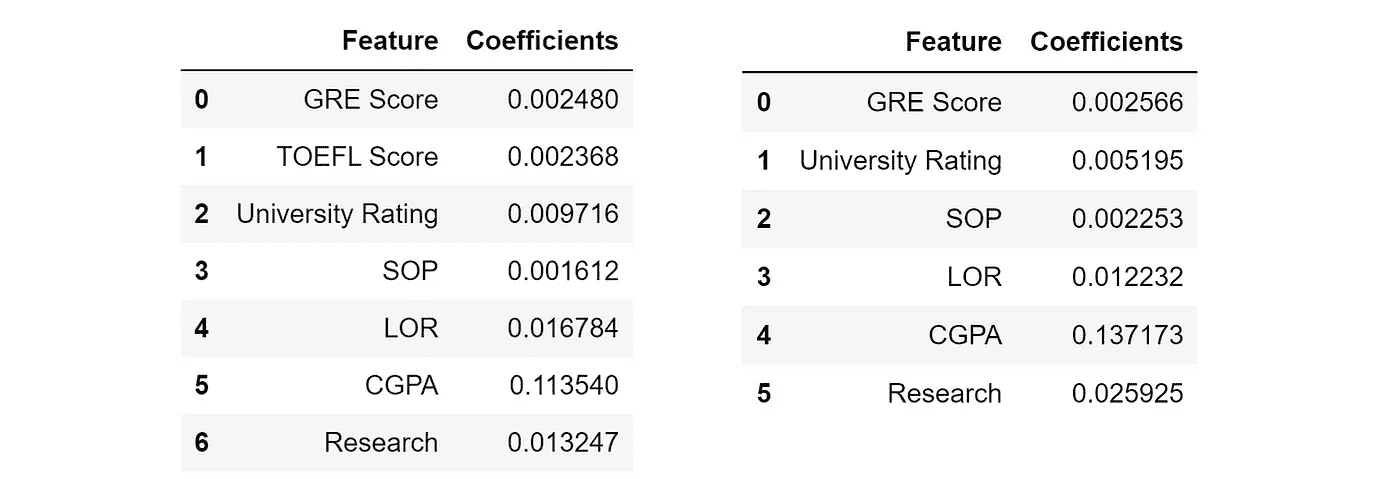 Feature Coefficients
0 GRE Score 0.002480
1 TOEFL Score 0.002368
2 University Rating 0.009716
3 SOP 0.001612
4 LOR 0.016784
5 CGPA 0.113540
6 Research 0.013247
Feature Coefficients
0 GRE Score 0.002566
1 University Rating 0.005195
2 SOP 0.002253
3 LOR 0.012232
4 CGPA 0.137173
5 Research 0.025925